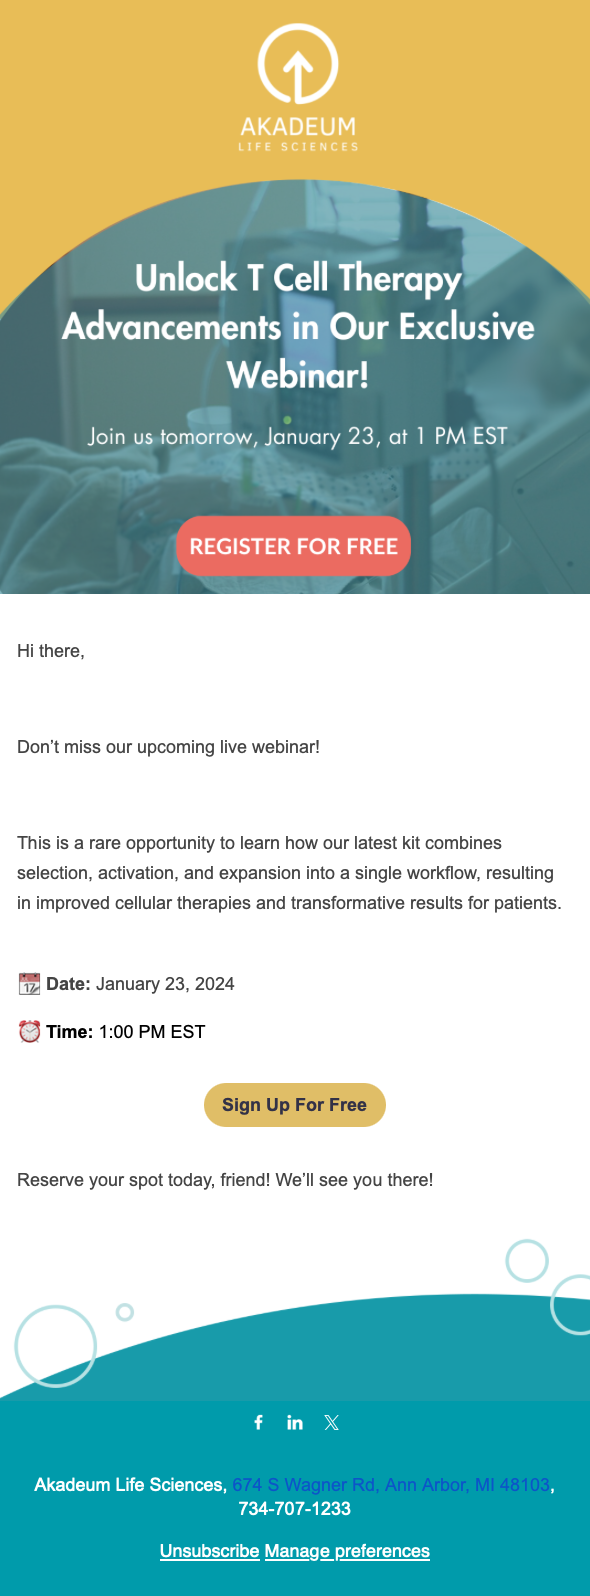 AKADEUM
LIFE SCIENCES
Unlock T Cell Therapy
Advancements in Our Exclusive
Webinar!
Join us tomorrow, January 23, at 1 PM EST
REGISTER FOR FREE
Hi there,
Don’t miss our upcoming live webinar!
This is a rare opportunity to learn how our latest kit combines
selection, activation, and expansion into a single workflow, resulting
in improved cellular therapies and transformative results for patients.
📆 Date: January 23, 2024
⏰ Time: 1:00 PM EST
Sign Up For Free
Reserve your spot today, friend! We’ll see you there!
Akadeum Life Sciences, 674 S Wagner Rd, Ann Arbor, MI 48103,
734-707-1233
Unsubscribe Manage preferences